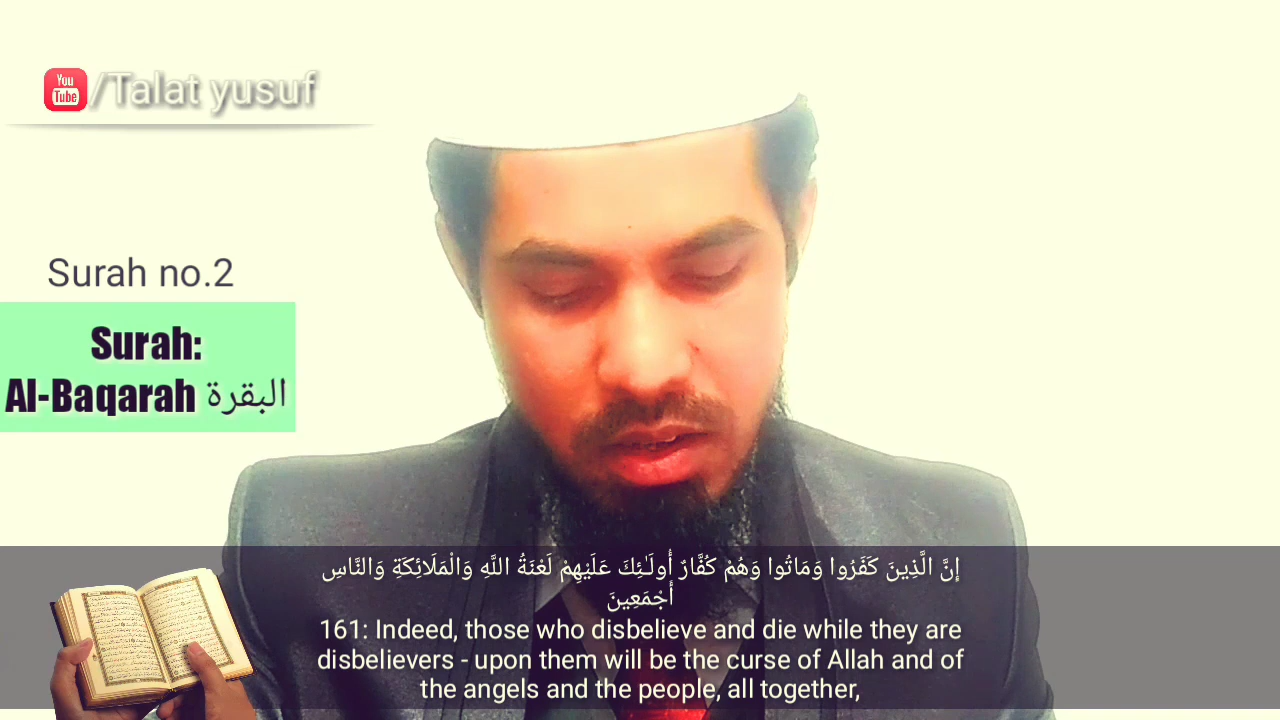 You
Tube
/Talat yusuf
Surah no.2
Surah:
Al-Baqarah البقرة
إِنَّ الَّذِينَ كَفَرُوا وَمَاتُوا وَهُمْ كُفَّارٌ أُولَـٰئِكَ عَلَيْهِمْ لَعْنَةُ اللَّهِ وَالْمَلَائِكَةِ وَالنَّاسِ
أَجْمَعِينَ
161: Indeed, those who disbelieve and die while they are
disbelievers - upon them will be the curse of Allah and of
the angels and the people, all together,